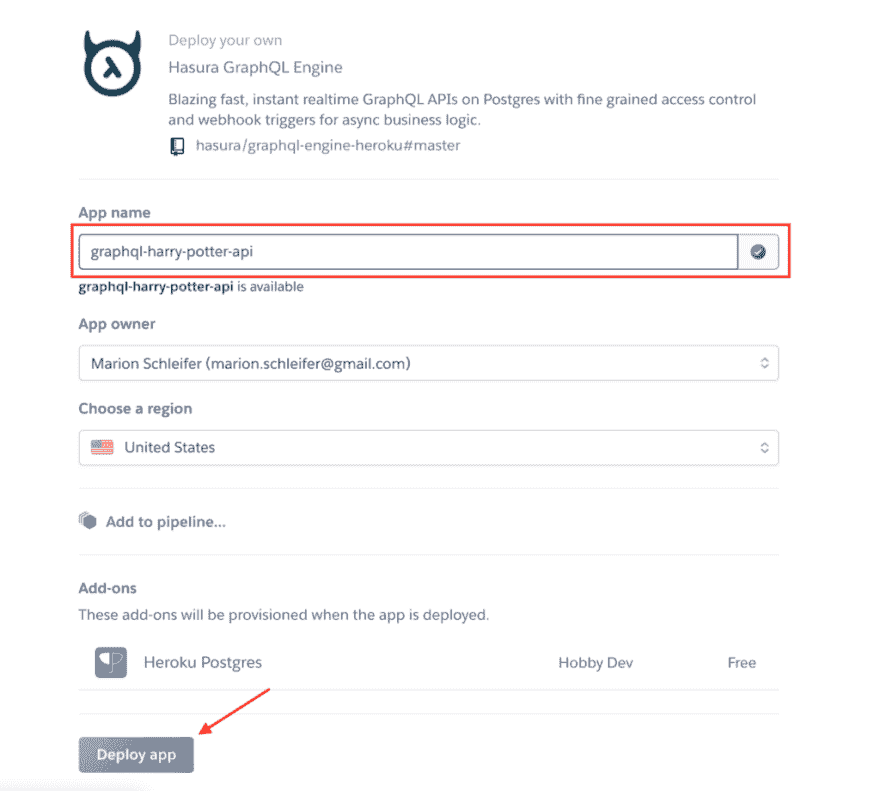 Deploy your own
Hasura GraphQL Engine
Blazing fast, instant realtime GraphQL APIs on Postgres with fine grained access control
and webhook triggers for async business logic.
hasura/graphql-engine-heroku#master
App name
graphql-harry-potter-api
graphql-harry-potter-api is available
App owner
Marion Schleifer (marion.schleifer@gmail.com)
Choose a region
United States
Add to pipeline...
Add-ons
These add-ons will be provisioned when the app is deployed.
Heroku Postgres Hobby Dev Free
Deploy app